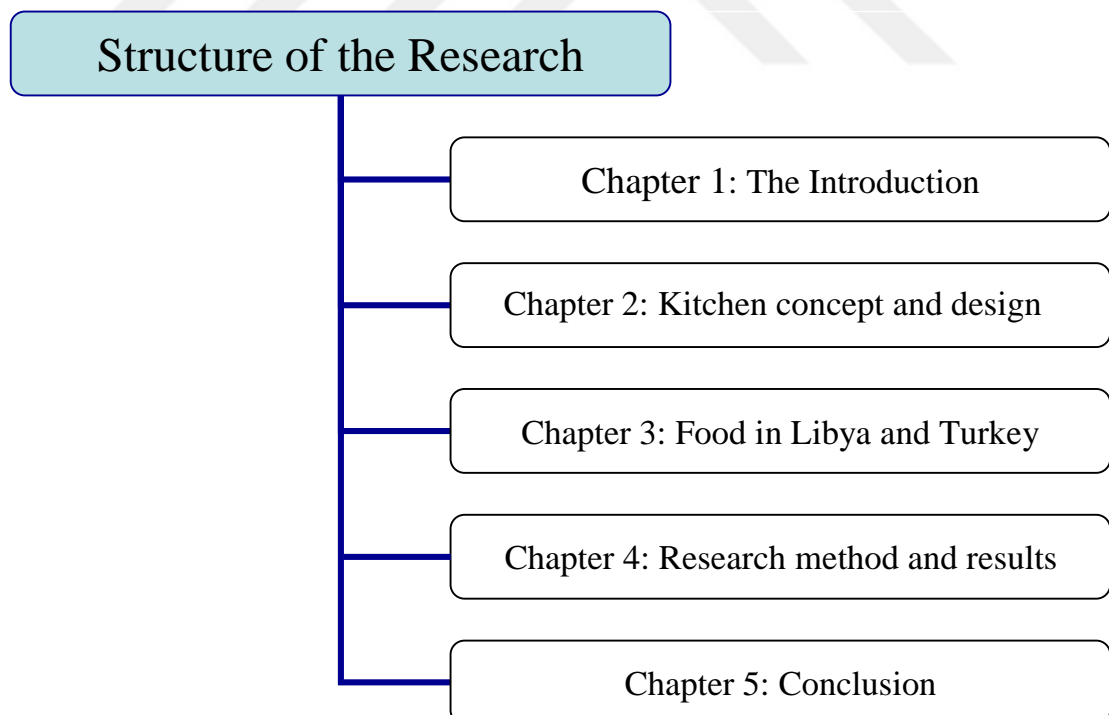 Structure of the Research
Chapter 1: The Introduction
Chapter 2: Kitchen concept and design
Chapter 3: Food in Libya and Turkey
Chapter 4: Research method and results
Chapter 5: Conclusion